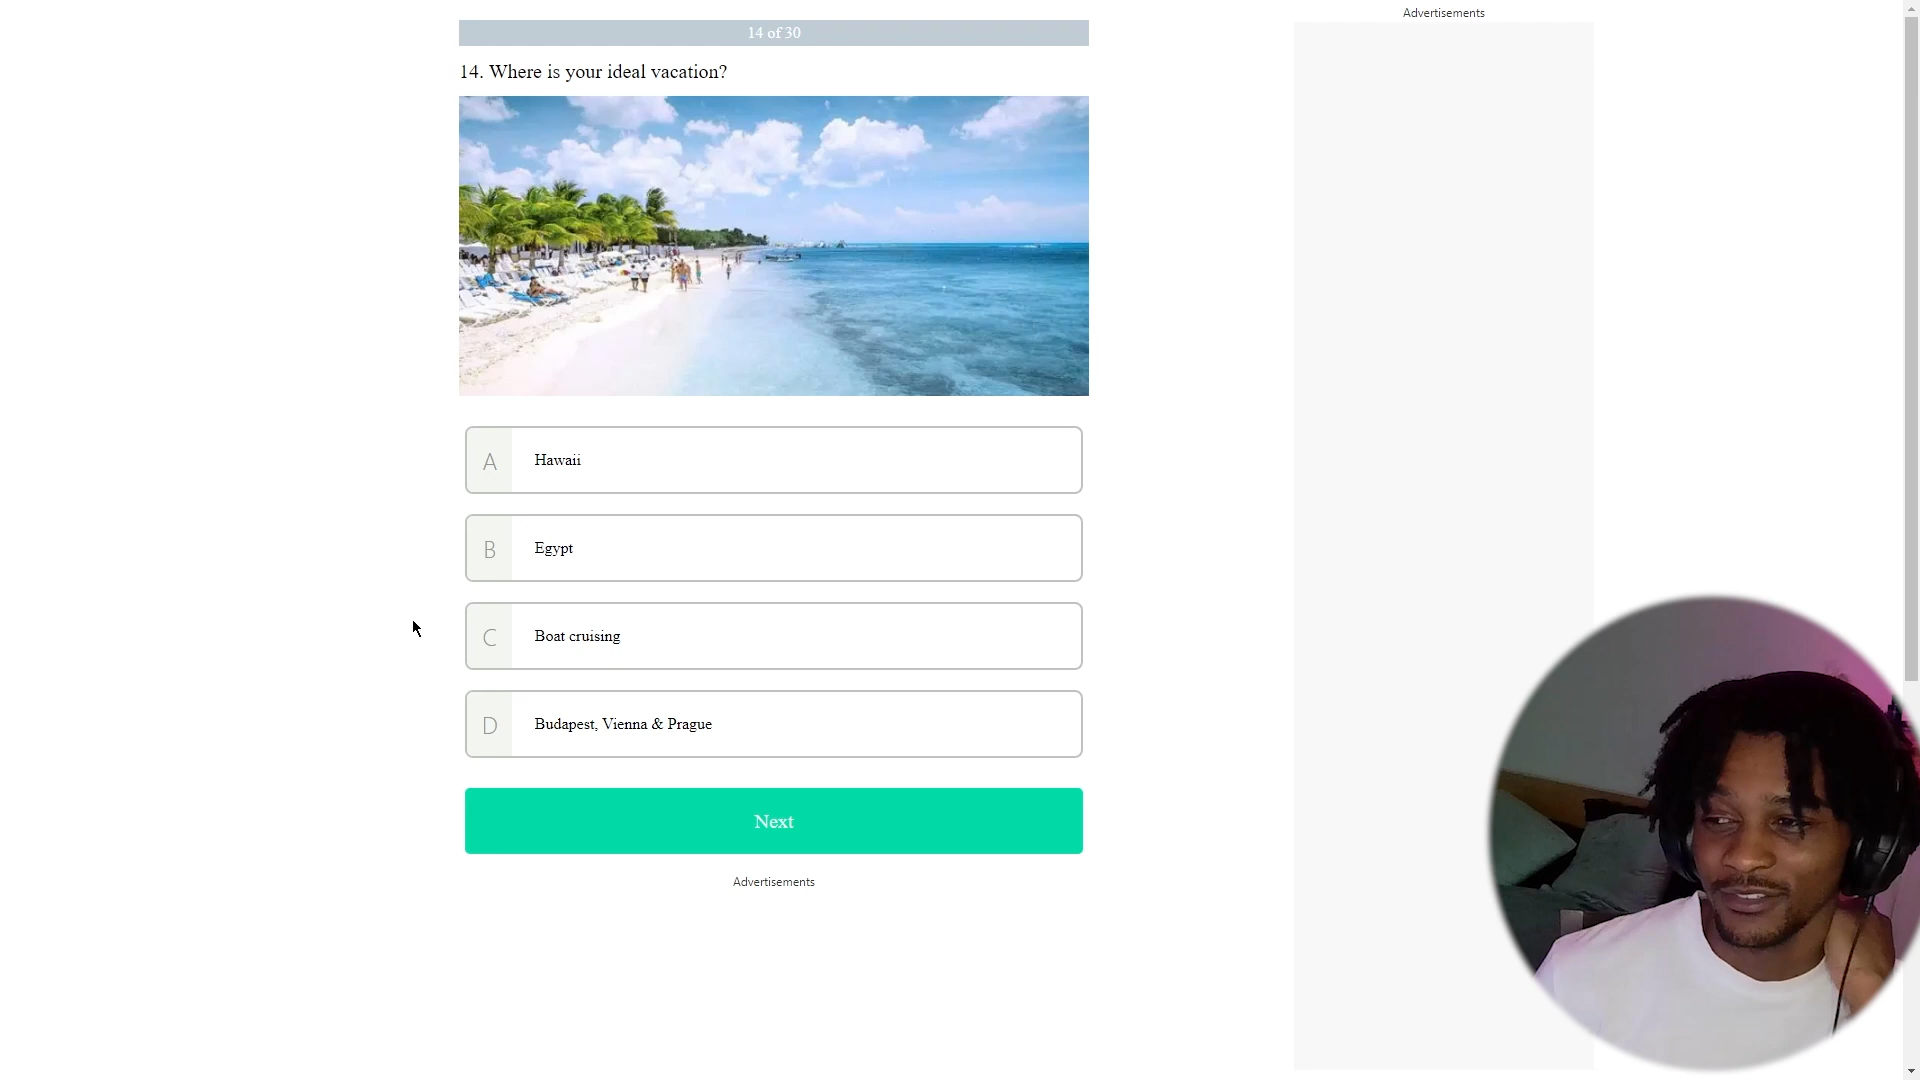 Advertisements
14 of 30
14. Where is your ideal vacation?
A
Hawaii
B
Egypt
C
Boat cruising
D
Budapest, Vienna & Prague
Next
Advertisements